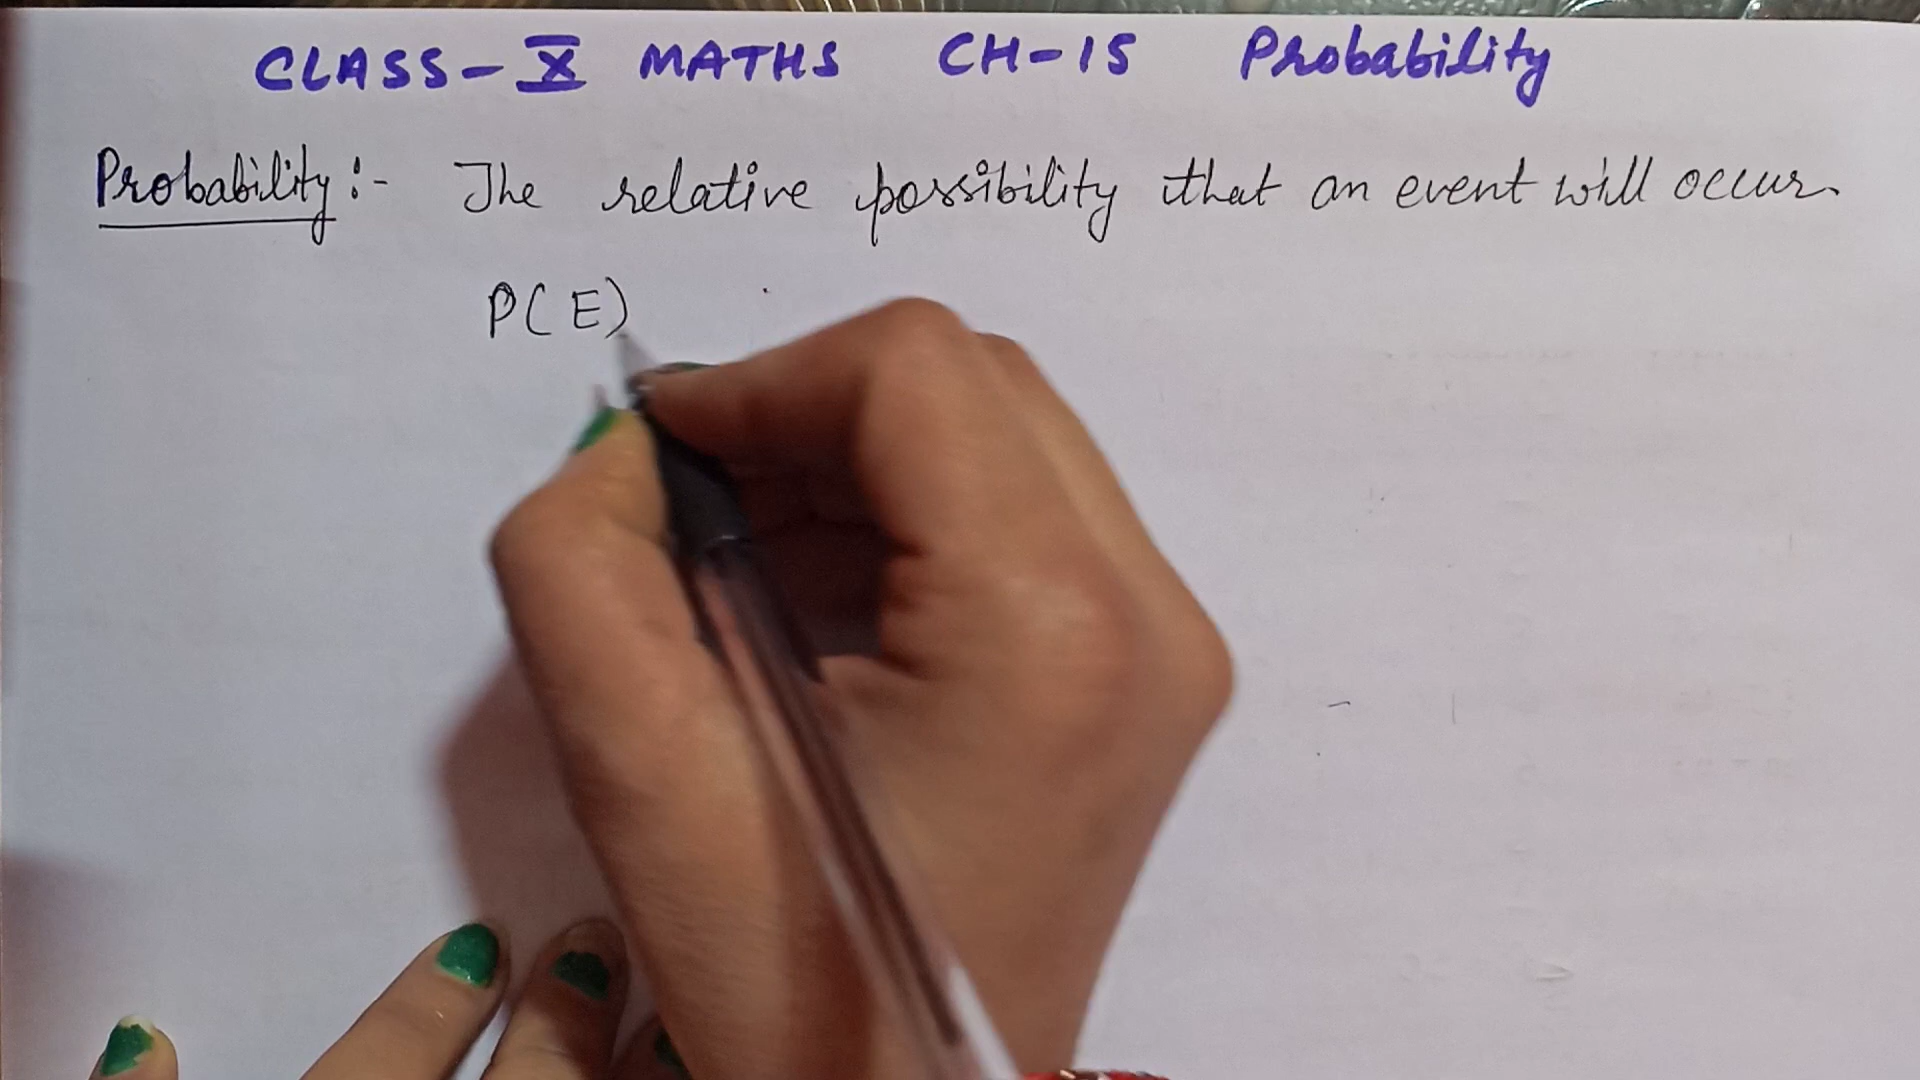 CLASS-X MATHS CH-15 Probability
Probability:- The relative possibility that an event will occur.
P(E)